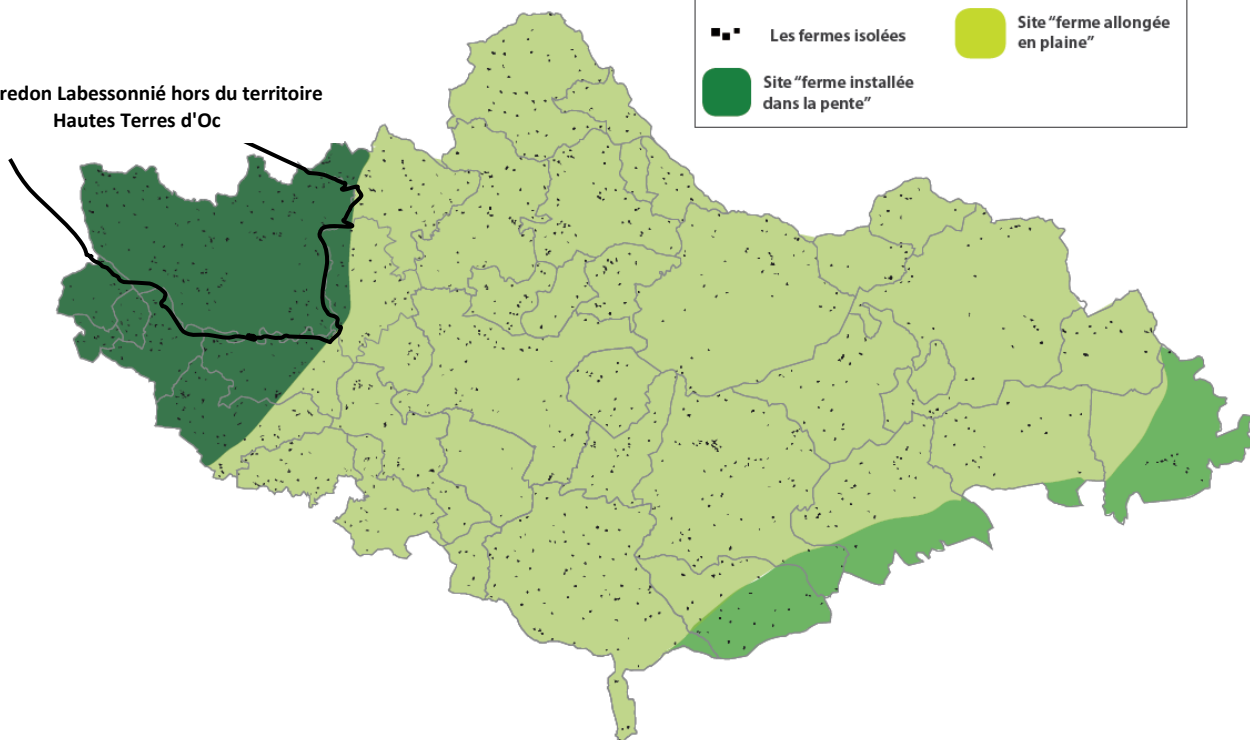 Les fermes isolées
Site “ferme allongée
en plaine”
Site “ferme installée
dans la pente”
redon Labessonnié hors du territoire
Hautes Terres d'Oc